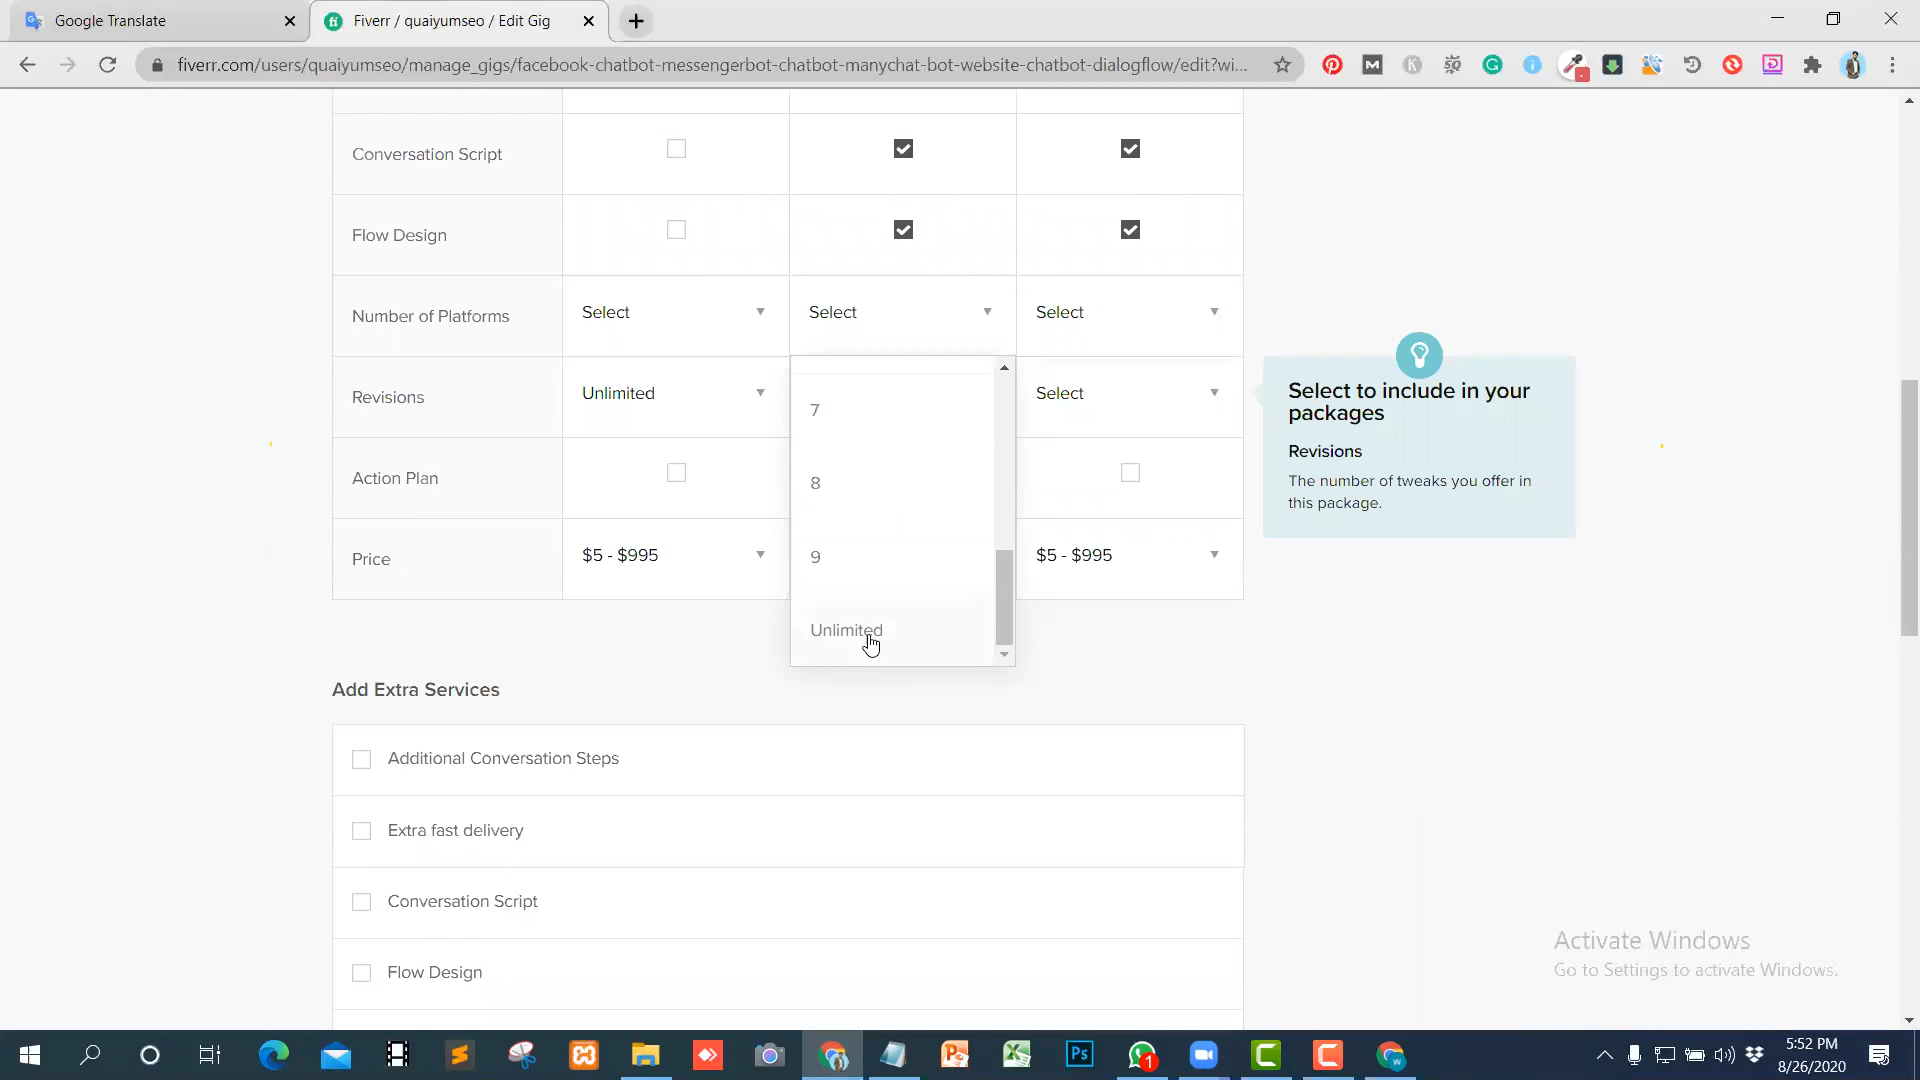 Google Translate
Fiverr / quaiyumseo / Edit Gig
fiverr.com/users/quaiyumseo/manage_gigs/facebook-chatbot-messengerbot-chatbot-manychat-bot-website-chatbot-dialogflow/edit?wi...
Conversation Script
Flow Design
Number of Platforms
Select
Select
Select
Revisions
Unlimited
7
Select
Action Plan
8
Price
$5 - $995
9
$5 - $995
Unlimited
Select to include in your
packages
Revisions
The number of tweaks you offer in
this package.
Add Extra Services
Additional Conversation Steps
Extra fast delivery
Conversation Script
Flow Design
Activate Windows
Go to Settings to activate Windows.
5:52 PM
8/26/2020